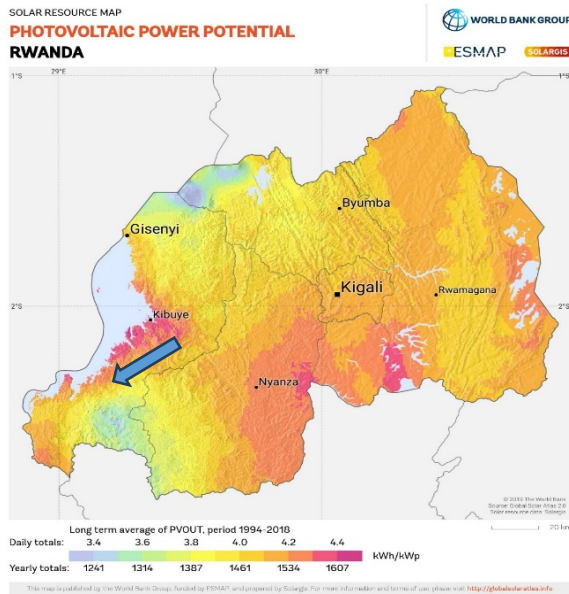 SOLAR RESOURCE MAP
PHOTOVOLTAIC POWER POTENTIAL
RWANDA
WORLD BANK GROUP
ESMAP
SOLARGIS
29°E
30°E
1°S
1°S
Byumba
Gisenyi
Kigali
Rwamagana
2°S
2°S
Kibuye
Nyanza
© 2019 The World Bank
Source: Global Solar Atlas 2.0
Solar resource data: Solargis
20 km
Long term average of PVOUT, period 1994-2018
Daily totals: 3.4 3.6 3.8 4.0 4.2 4.4
kWh/kWp
Yearly totals: 1241 1314 1387 1461 1534 1607
This map is published by the World Bank Group, funded by ESMAP, and prepared by Solargis. For more information and terms of use, please visit http://globalsolaratlas.info